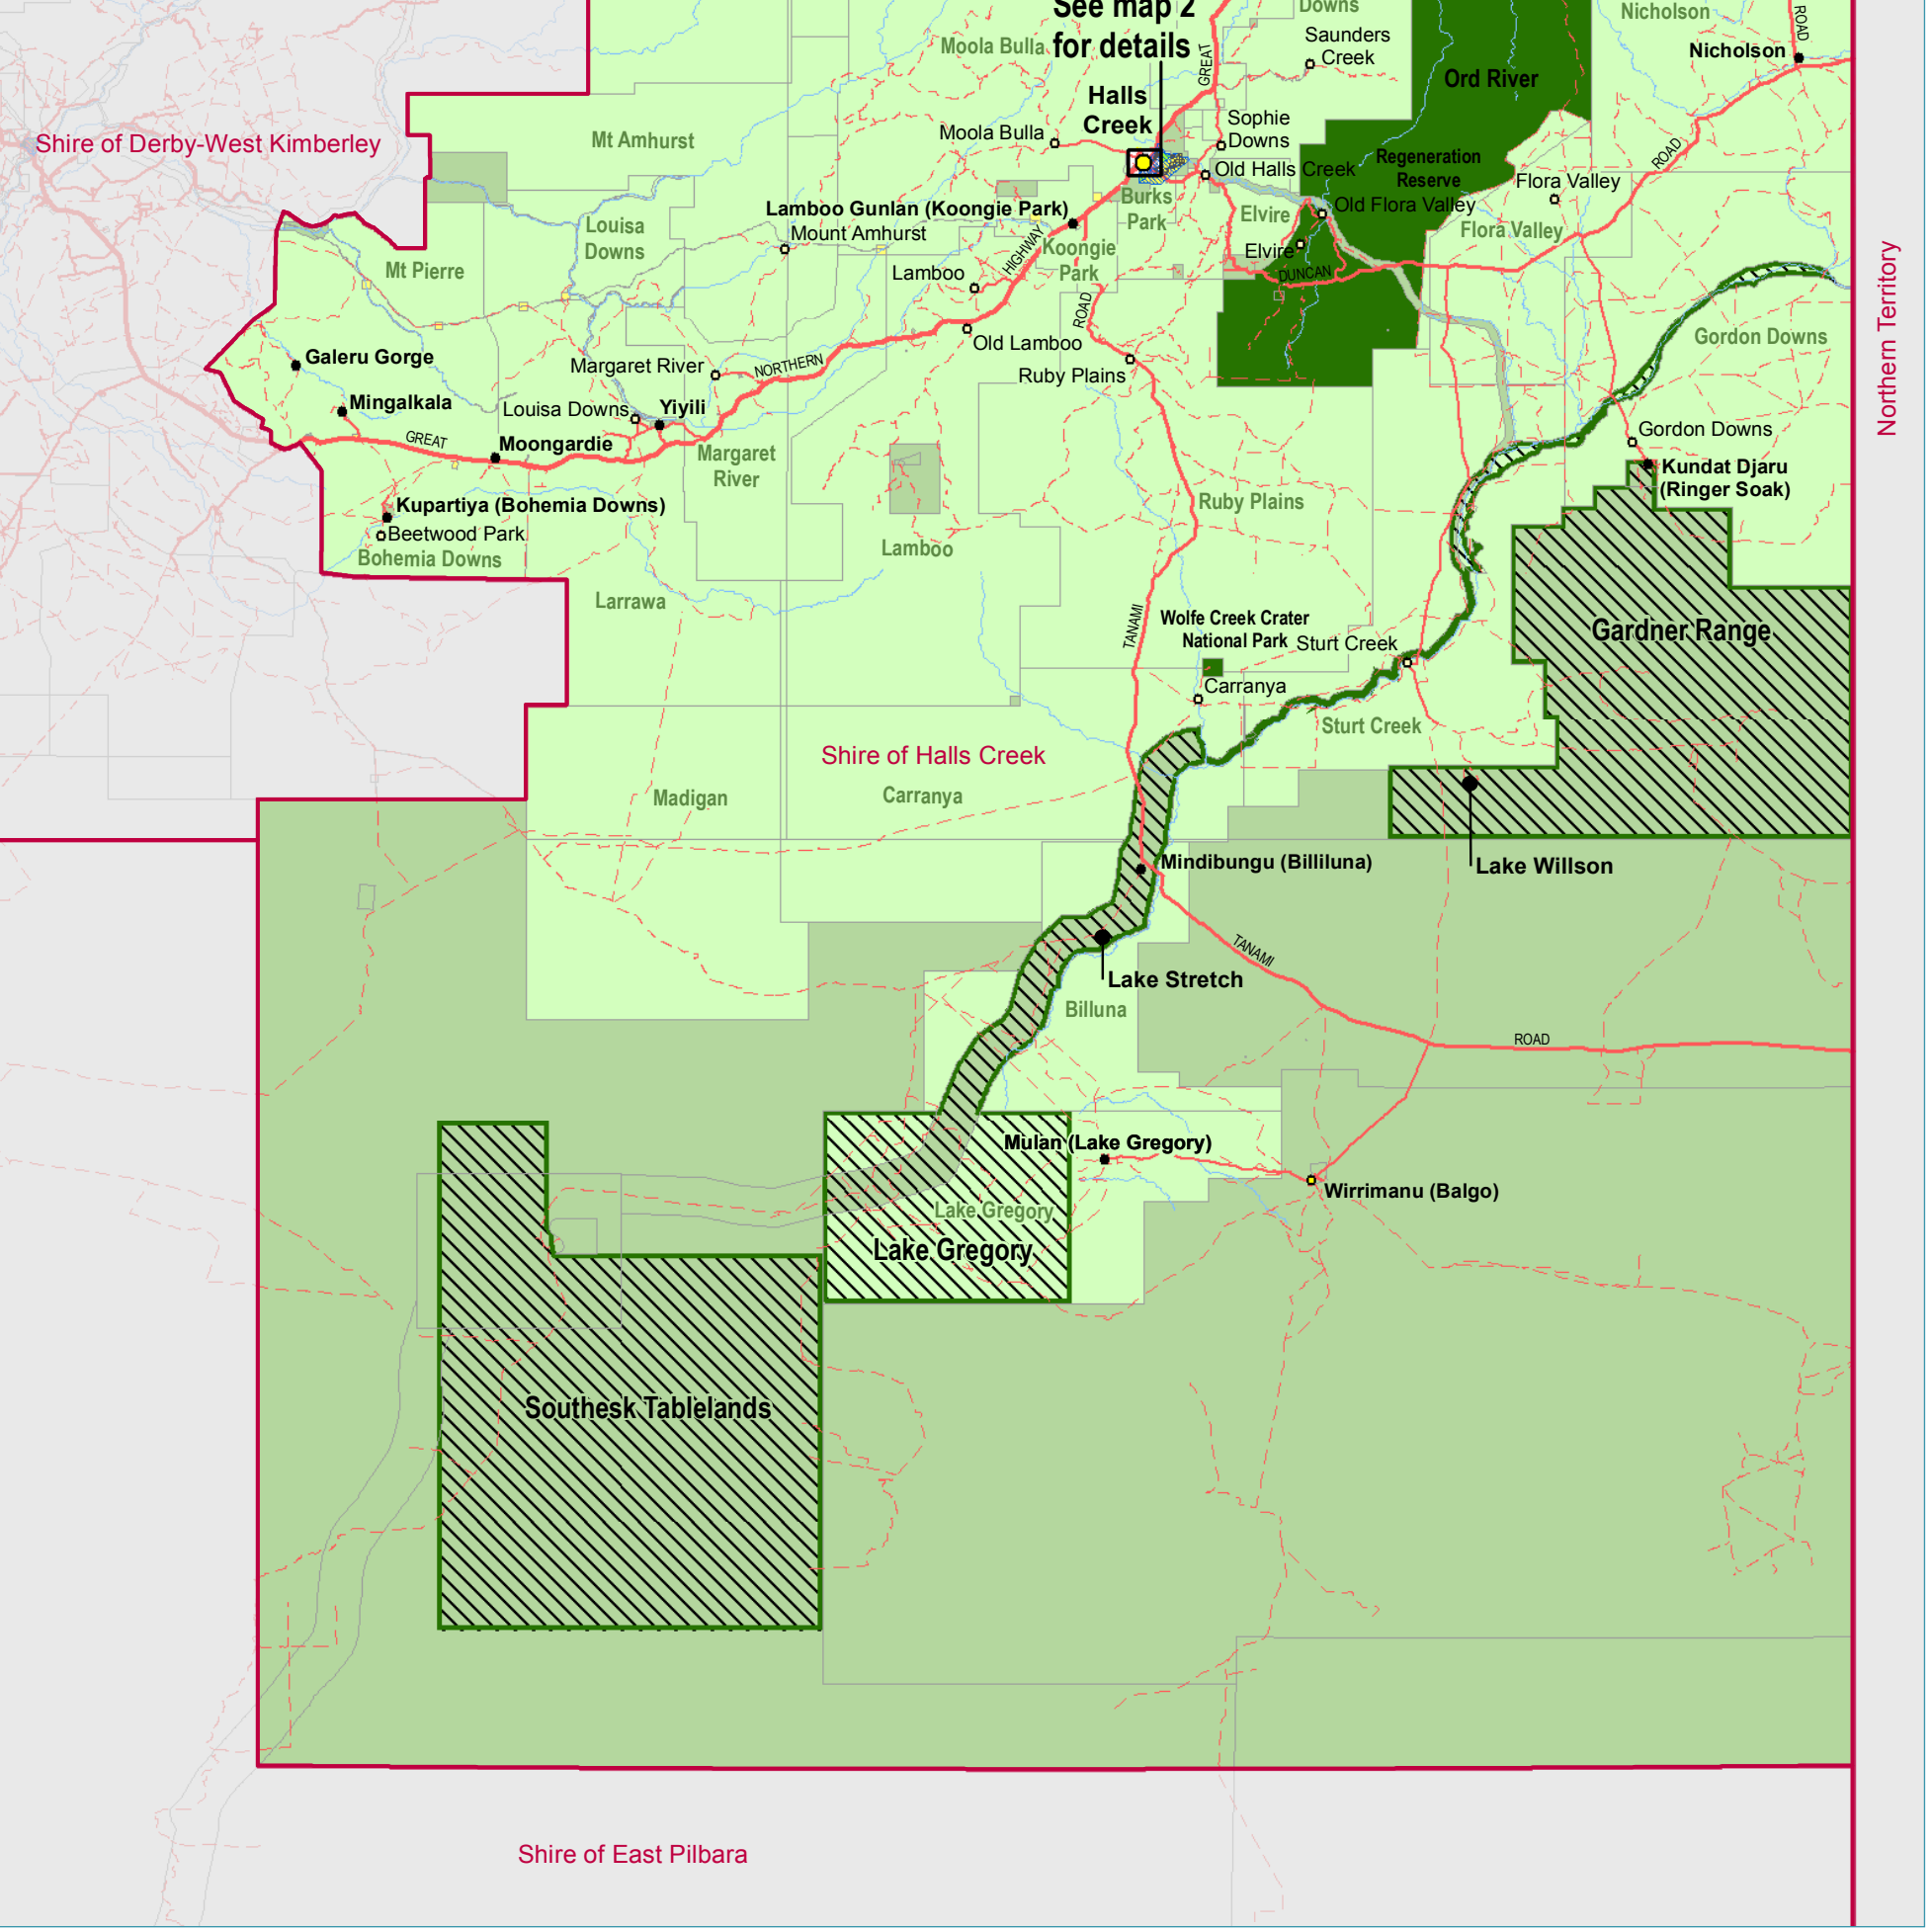 See map 2
for details
Downs
Nicholson
ROAD
Moola Bulla
GREAT
Saunders
Creek
Nicholson
Ord River
Halls
Creek
Shire of Derby-West Kimberley
Mt Amhurst
Moola Bulla
Sophie
Downs
ROAD
Old Halls Creek
Regeneration
Reserve
Flora Valley
Burks
Park
Lamboo Gunlan (Koongie Park)
Mount Amhurst
Elvire
Old Flora Valley
Flora Valley
Louisa
Downs
HIGHWAY
Koongie
Park
Elvire
DUNCAN
Mt Pierre
Lamboo
Northern Territory
ROAD
Gordon Downs
Old Lamboo
Galeru Gorge
Margaret River
NORTHERN
Ruby Plains
Mingalkala
Louisa Downs
Yiyili
GREAT
Moongardie
Margaret
River
Gordon Downs
Kundat Djaru
(Ringer Soak)
Kupartiya (Bohemia Downs)
Beetwood Park
Bohemia Downs
Ruby Plains
Lamboo
Larrawa
TANAMI
Wolfe Creek Crater
National Park
Sturt Creek
Gardner Range
Carranya
Sturt Creek
Shire of Halls Creek
Madigan
Carranya
Mindibungu (Billiluna)
Lake Willson
TANAMI
Lake Stretch
Billuna
ROAD
Mulan (Lake Gregory)
Wirrimanu (Balgo)
Lake Gregory
Lake Gregory
Southesk Tablelands
Shire of East Pilbara